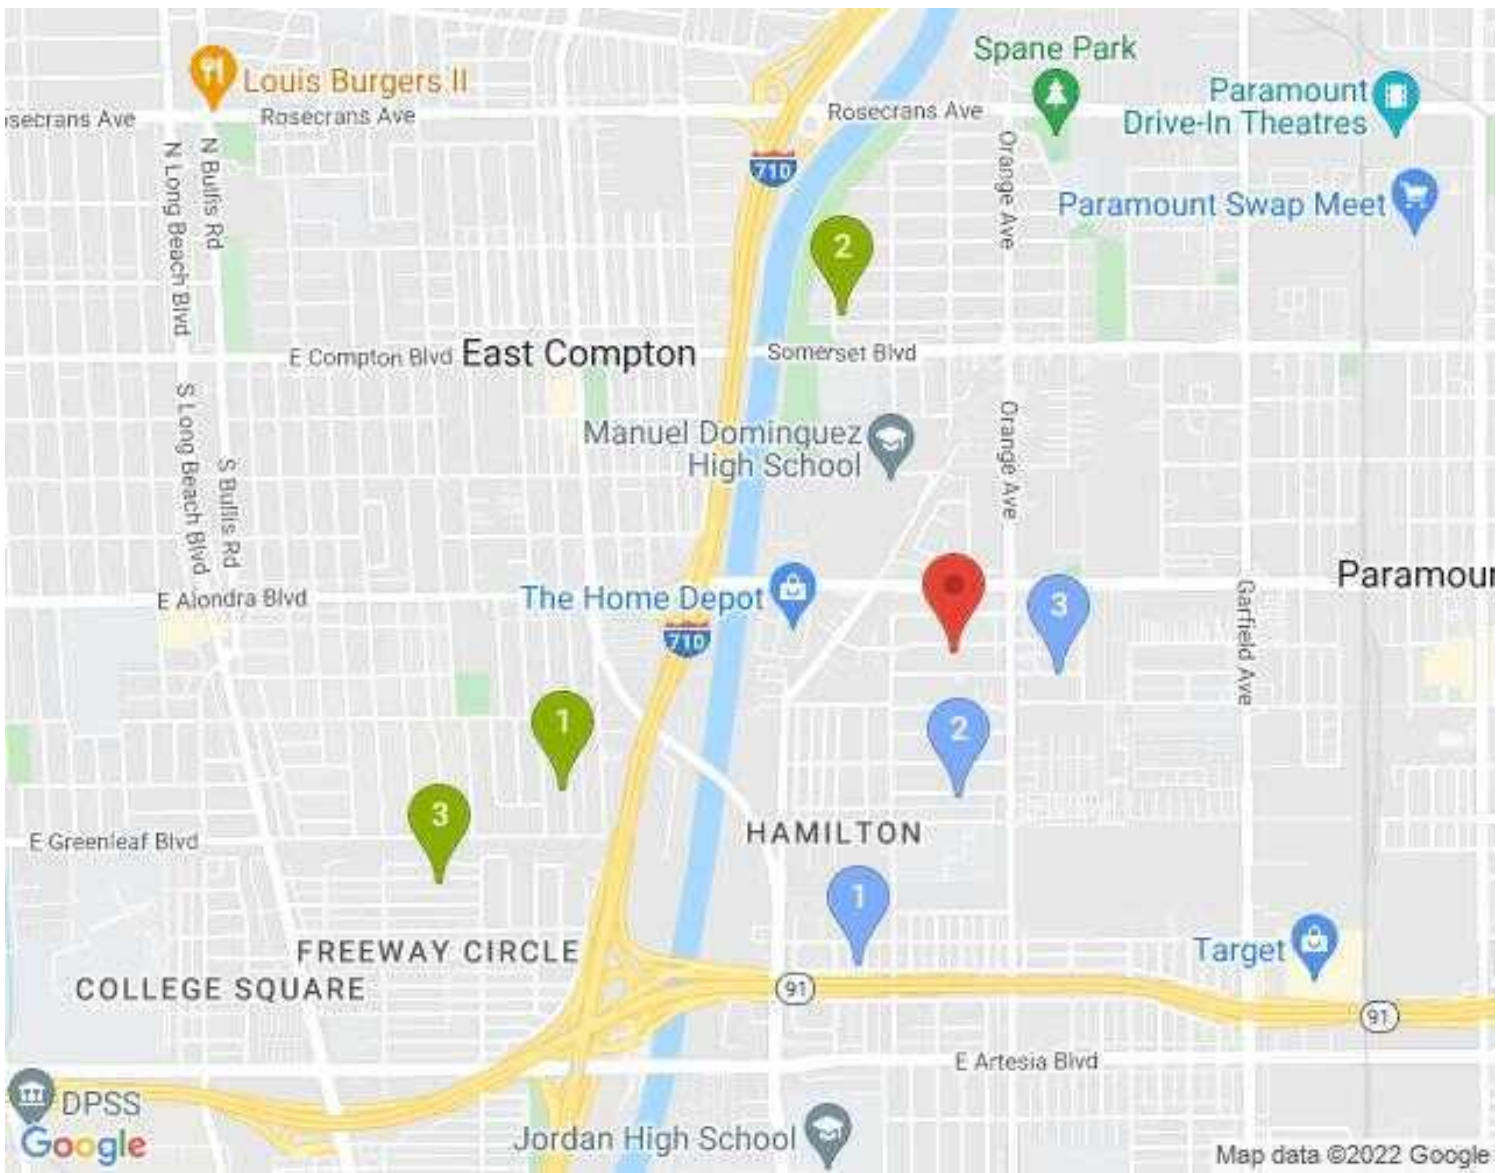 Spane Park
Louis Burgers II
Paramount
Drive-In Theatres
Rosecrans Ave
Rosecrans Ave
N Bullis Rd
N Long Beach Blvd
Orange Ave
710
Paramount Swap Meet
2
E Compton Blvd
East Compton
Somerset Blvd
S Long Beach Blvd
S Bullis Rd
Manuel Dominguez
High School
Orange Ave
Paramoun
E Alondra Blvd
The Home Depot
3
Garfield Ave
710
1
2
3
E Greenleaf Blvd
HAMILTON
1
FREEWAY CIRCLE
COLLEGE SQUARE
Target
91
91
E Artesia Blvd
DPSS
Google
Jordan High School
Map data ©2022 Google